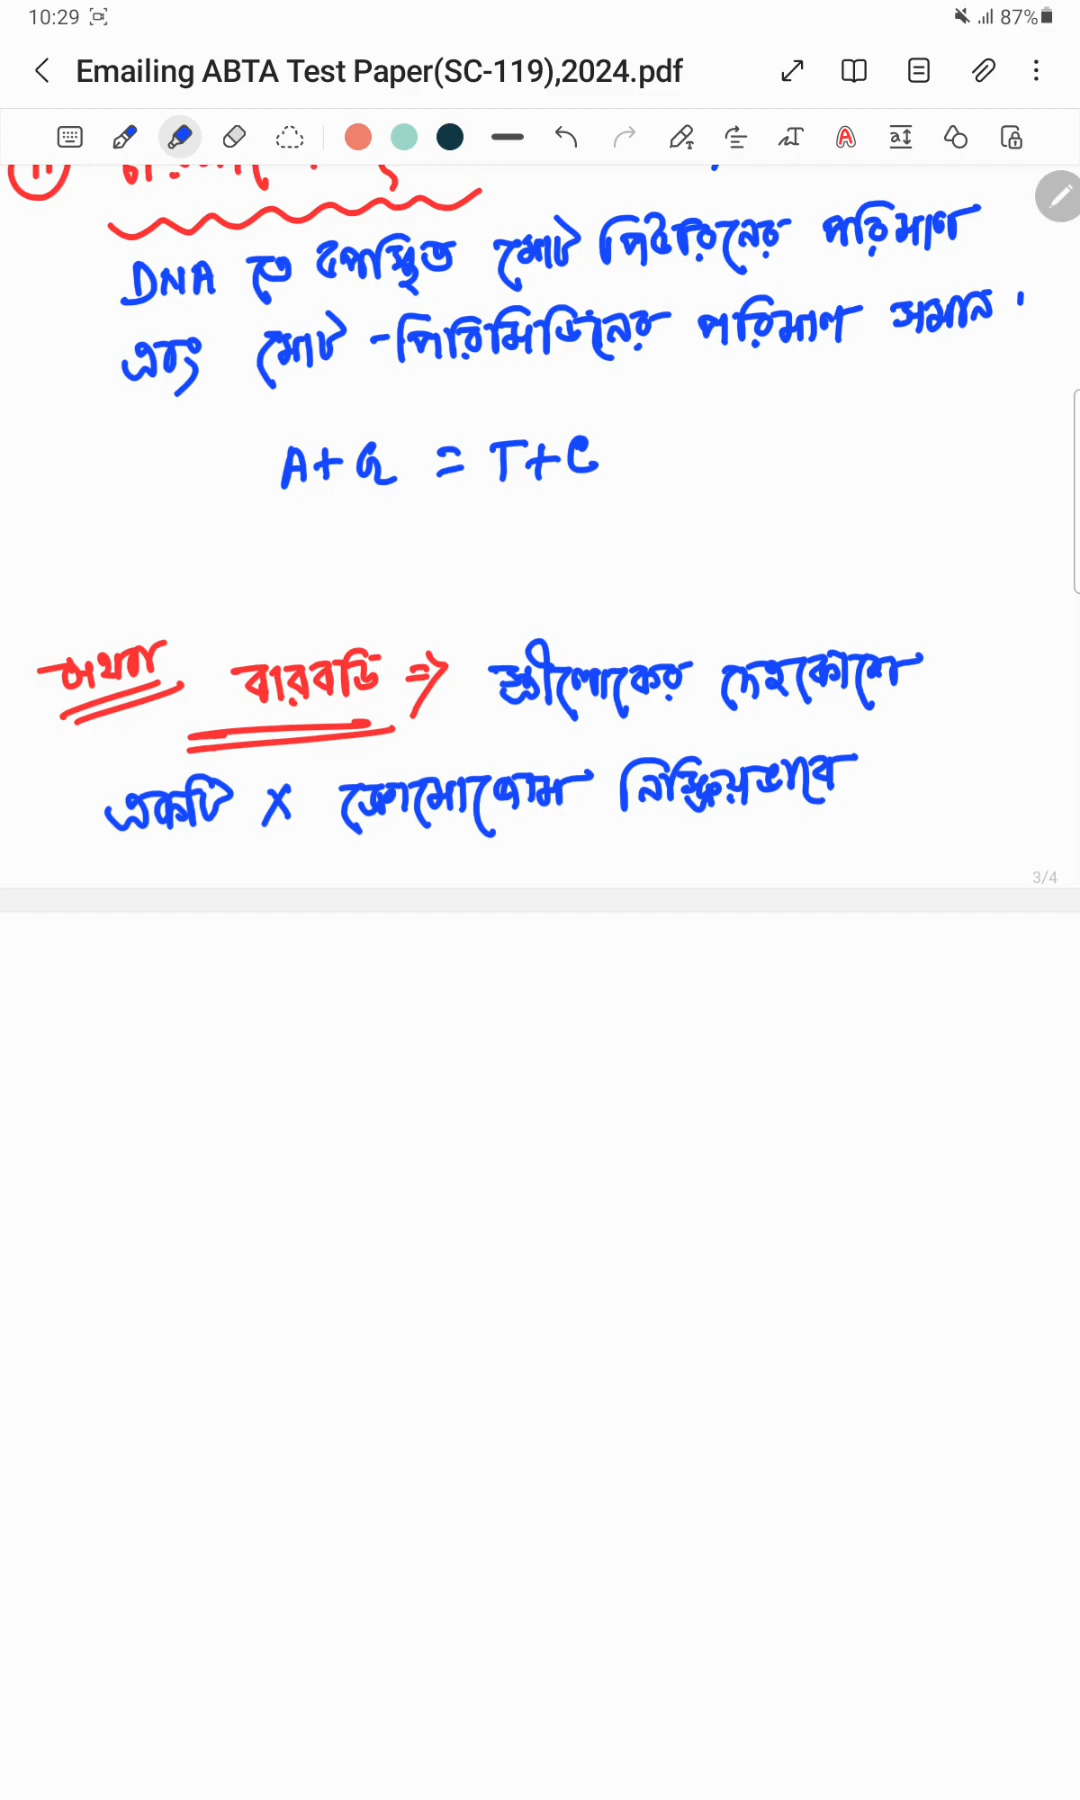 10:29 87%
Emailing ABTA Test Paper(SC-119),2024.pdf
DNA তে উপস্থিত মোট পিউরিনের পরিমাণ
এবং মোট পিরিমিডিনের পরিমাণ সমান।
A+G = T+C
অথবা বারবডি ⇒ স্ত্রীলোকের দেহকোশে
একটি X ক্রোমোজোম নিষ্ক্রিয়ভাবে
3/4